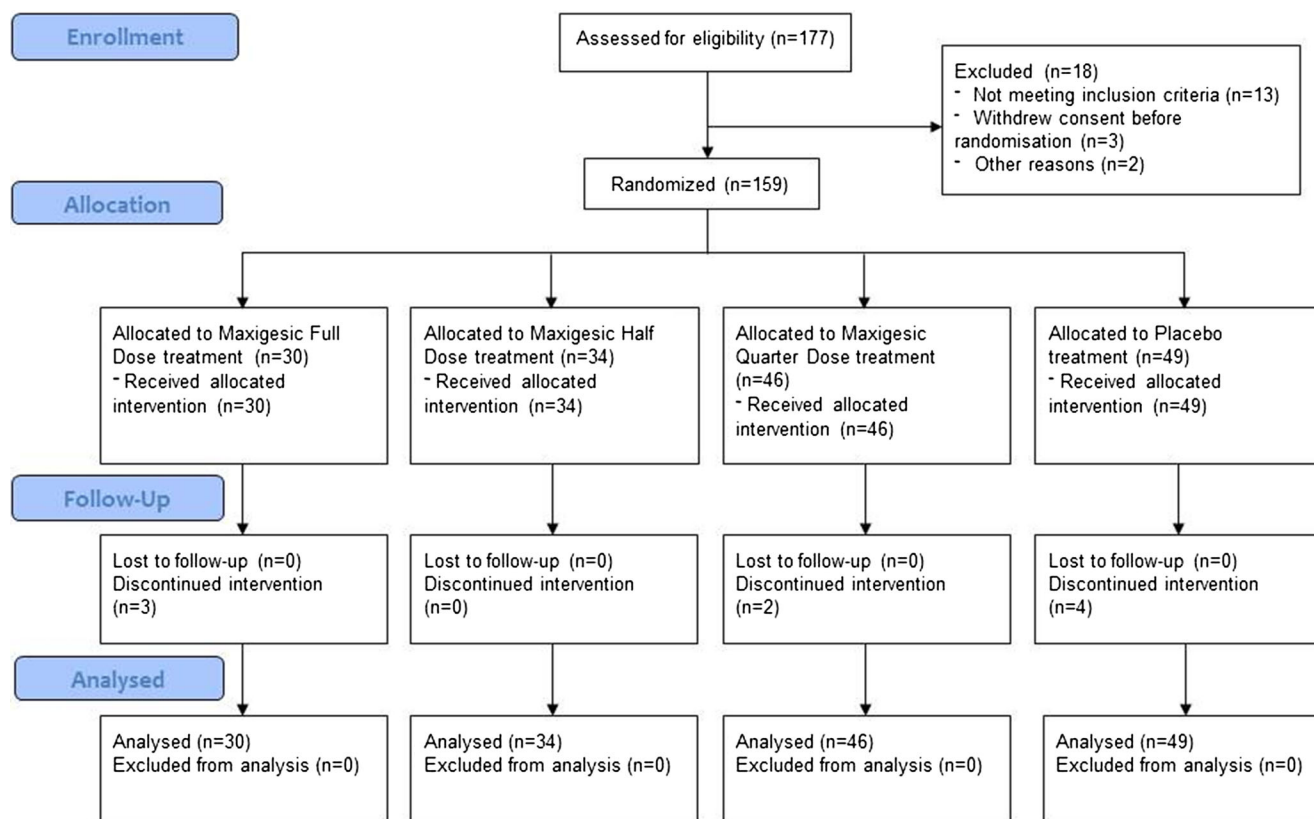 Enrollment
Assessed for eligibility (n=177)
Excluded (n=18)
- Not meeting inclusion criteria (n=13)
- Withdrew consent before
randomisation (n=3)
- Other reasons (n=2)
Randomized (n=159)
Allocation
Allocated to Maxigesic Full
Dose treatment (n=30)
- Received allocated
intervention (n=30)
Allocated to Maxigesic Half
Dose treatment (n=34)
- Received allocated
intervention (n=34)
Allocated to Maxigesic
Quarter Dose treatment
(n=46)
- Received allocated
intervention (n=46)
Allocated to Placebo
treatment (n=49)
- Received allocated
intervention (n=49)
Follow-Up
Lost to follow-up (n=0)
Discontinued intervention
(n=3)
Lost to follow-up (n=0)
Discontinued intervention
(n=0)
Lost to follow-up (n=0)
Discontinued intervention
(n=2)
Lost to follow-up (n=0)
Discontinued intervention
(n=4)
Analysed
Analysed (n=30)
Excluded from analysis (n=0)
Analysed (n=34)
Excluded from analysis (n=0)
Analysed (n=46)
Excluded from analysis (n=0)
Analysed (n=49)
Excluded from analysis (n=0)